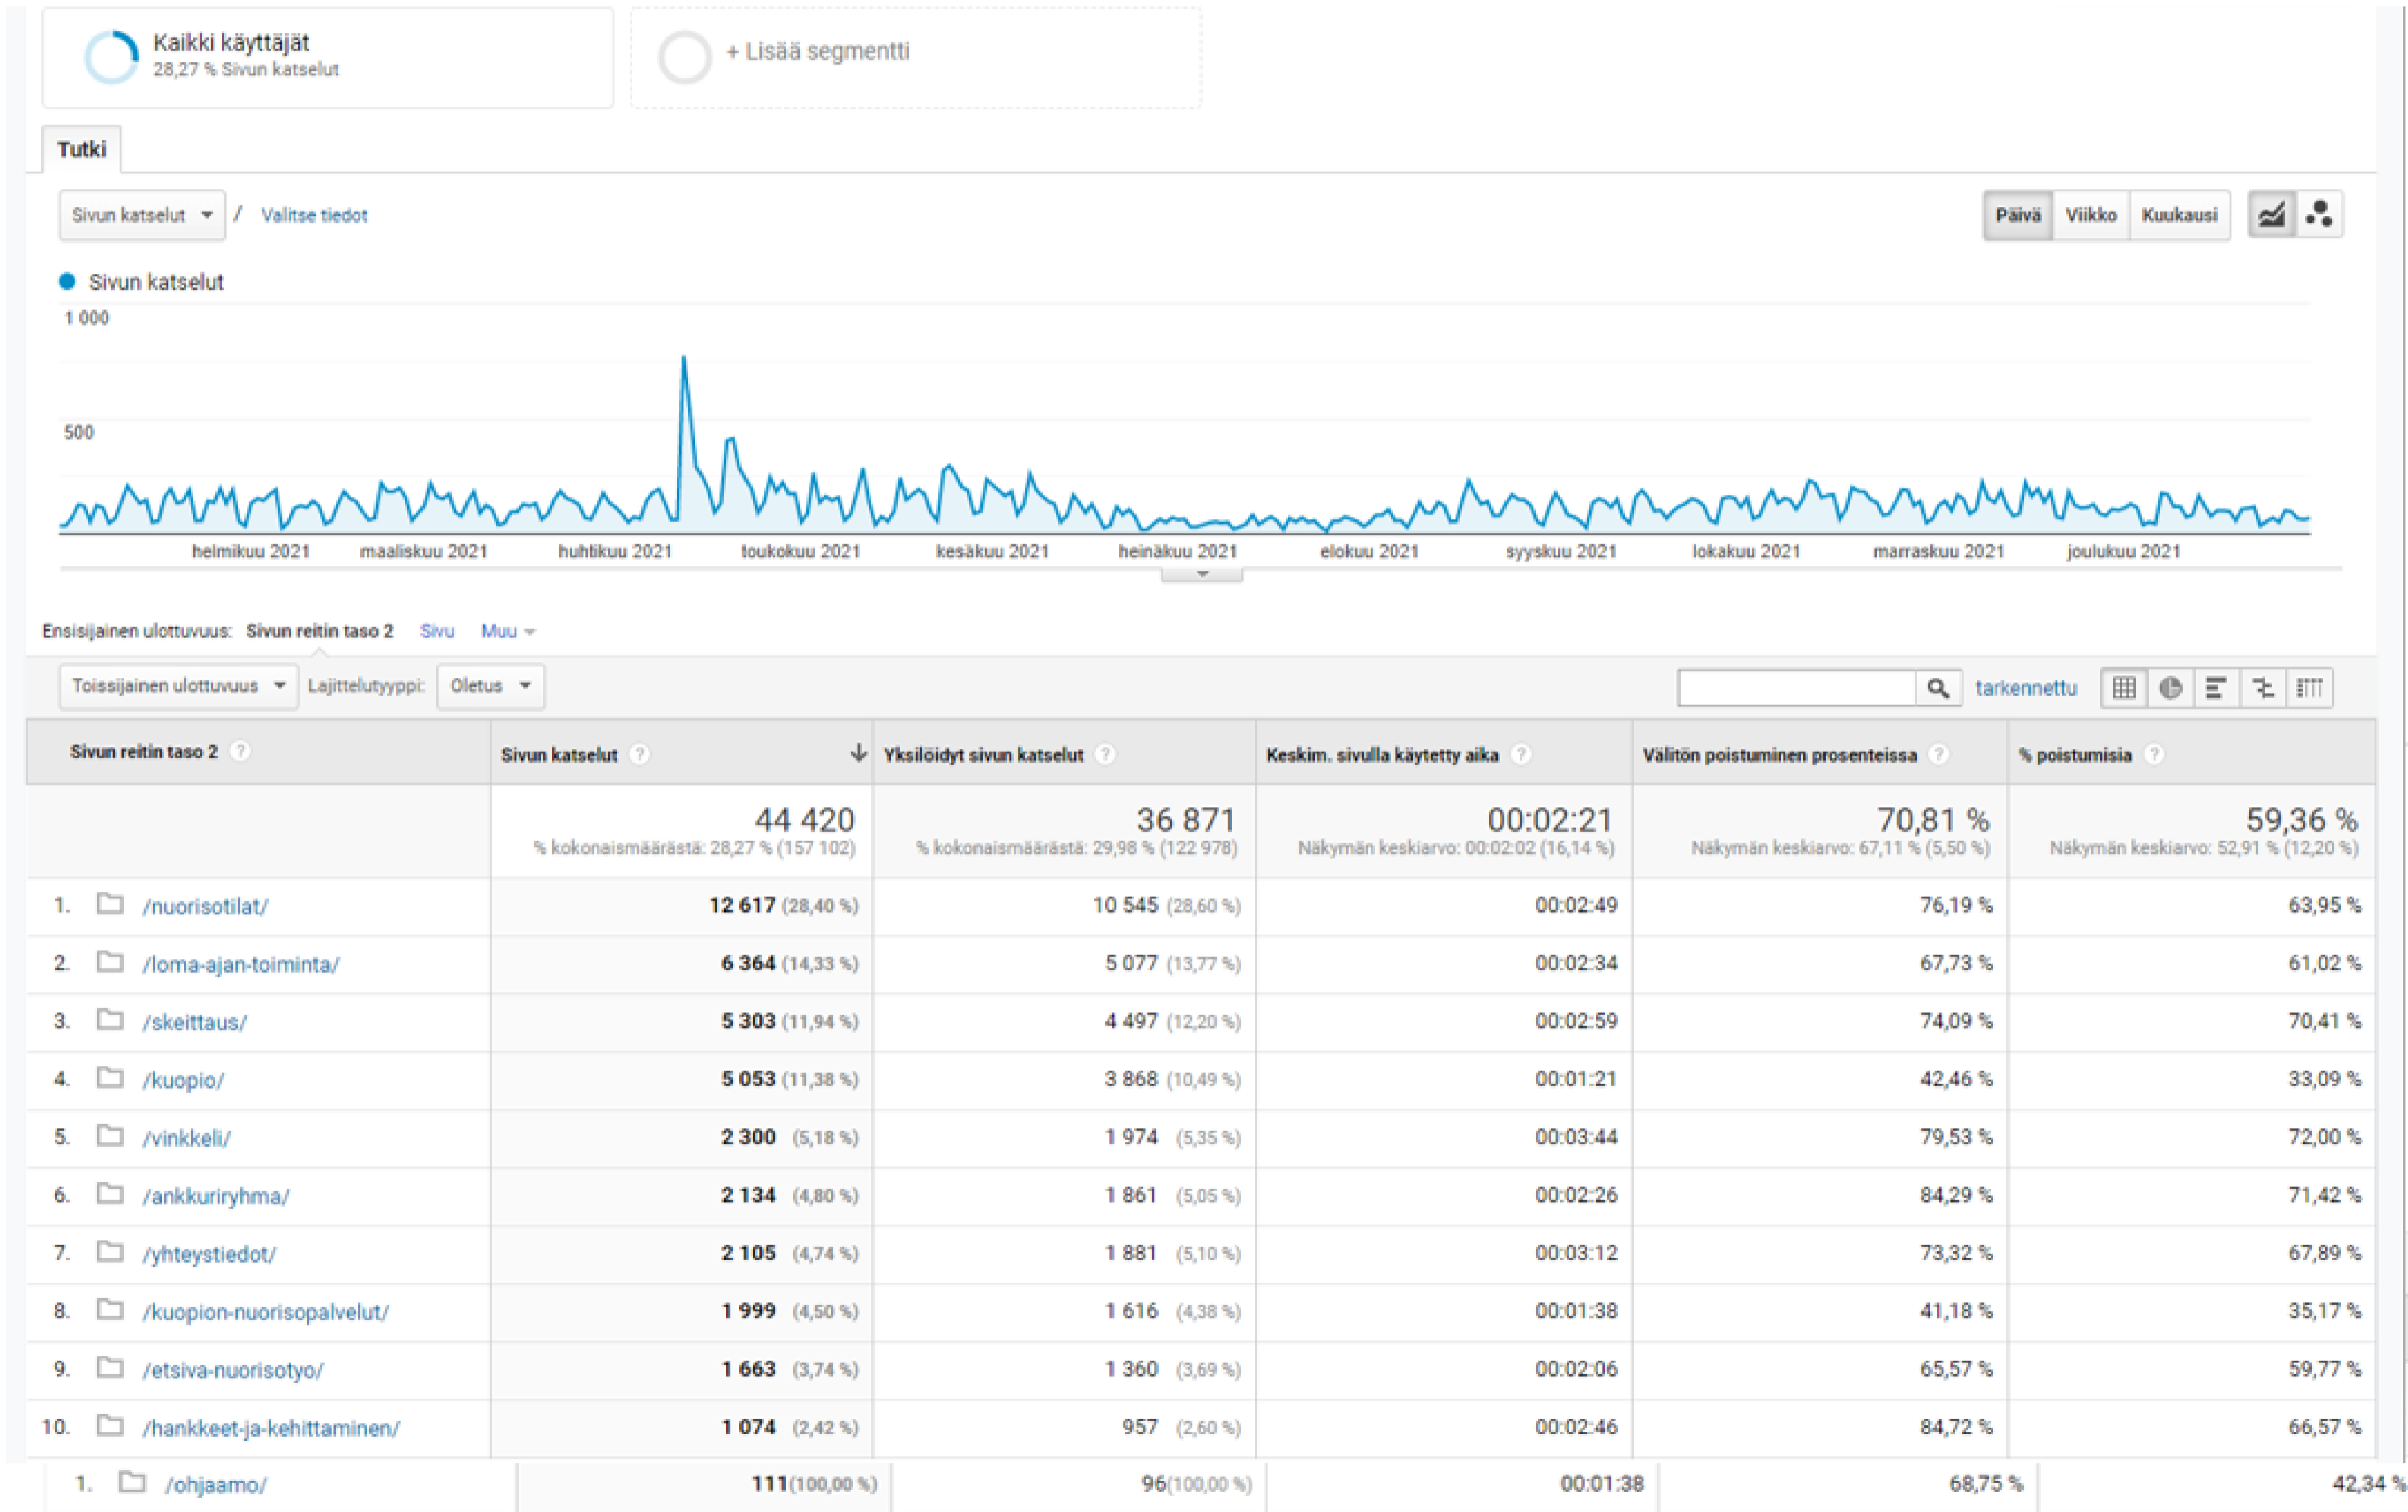 Kaikki käyttäjät
28,27 % Sivun katselut
+ Lisää segmentti
Tutki
Sivun katselut / Valitse tiedot
Päivä Viikko Kuukausi
Sivun katselut
1 000
500
helmikuu 2021 maaliskuu 2021 huhtikuu 2021 toukokuu 2021 kesäkuu 2021 heinäkuu 2021 elokuu 2021 syyskuu 2021 lokakuu 2021 marraskuu 2021 joulukuu 2021
Ensisijainen ulottuvuus: Sivun reitin taso 2 Sivu Muu
Toissijainen ulottuvuus Lajittelutyyppi: Oletus tarkennettu
Sivun reitin taso 2 ? Sivun katselut ? Yksilöidyt sivun katselut ? Keskim. sivulla käytetty aika ? Välitön poistuminen prosenteissa ? % poistumisia ?
44 420 36 871 00:02:21 70,81 % 59,36 %
% kokonaismäärästä: 28,27 % (157 102) % kokonaismäärästä: 29,98 % (122 978) Näkymän keskiarvo: 00:02:02 (16,14 %) Näkymän keskiarvo: 67,11 % (5,50 %) Näkymän keskiarvo: 52,91 % (12,20 %)
1. /nuorisotilat/ 12 617 (28,40 %) 10 545 (28,60 %) 00:02:49 76,19 % 63,95 %
2. /loma-ajan-toiminta/ 6 364 (14,33 %) 5 077 (13,77 %) 00:02:34 67,73 % 61,02 %
3. /skeittaus/ 5 303 (11,94 %) 4 497 (12,20 %) 00:02:59 74,09 % 70,41 %
4. /kuopio/ 5 053 (11,38 %) 3 868 (10,49 %) 00:01:21 42,46 % 33,09 %
5. /vinkkeli/ 2 300 (5,18 %) 1 974 (5,35 %) 00:03:44 79,53 % 72,00 %
6. /ankkuriryhma/ 2 134 (4,80 %) 1 861 (5,05 %) 00:02:26 84,29 % 71,42 %
7. /yhteystiedot/ 2 105 (4,74 %) 1 881 (5,10 %) 00:03:12 73,32 % 67,89 %
8. /kuopion-nuorisopalvelut/ 1 999 (4,50 %) 1 616 (4,38 %) 00:01:38 41,18 % 35,17 %
9. /etsiva-nuorisotyo/ 1 663 (3,74 %) 1 360 (3,69 %) 00:02:06 65,57 % 59,77 %
10. /hankkeet-ja-kehittaminen/ 1 074 (2,42 %) 957 (2,60 %) 00:02:46 84,72 % 66,57 %
1. /ohjaamo/ 111(100,00 %) 96(100,00 %) 00:01:38 68,75 % 42,34 %